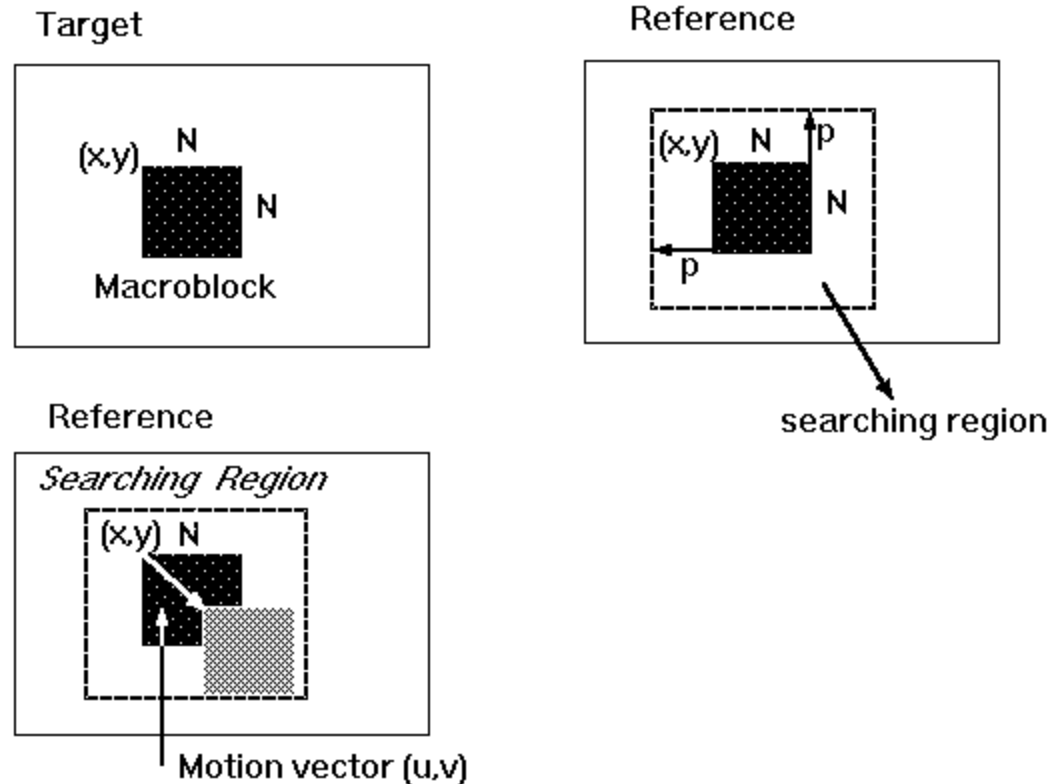 Target
N
(x,y)
N
Macroblock
Reference
p
(x,y) N
N
p
searching region
Reference
Searching Region
(x,y) N
Motion vector (u,v)